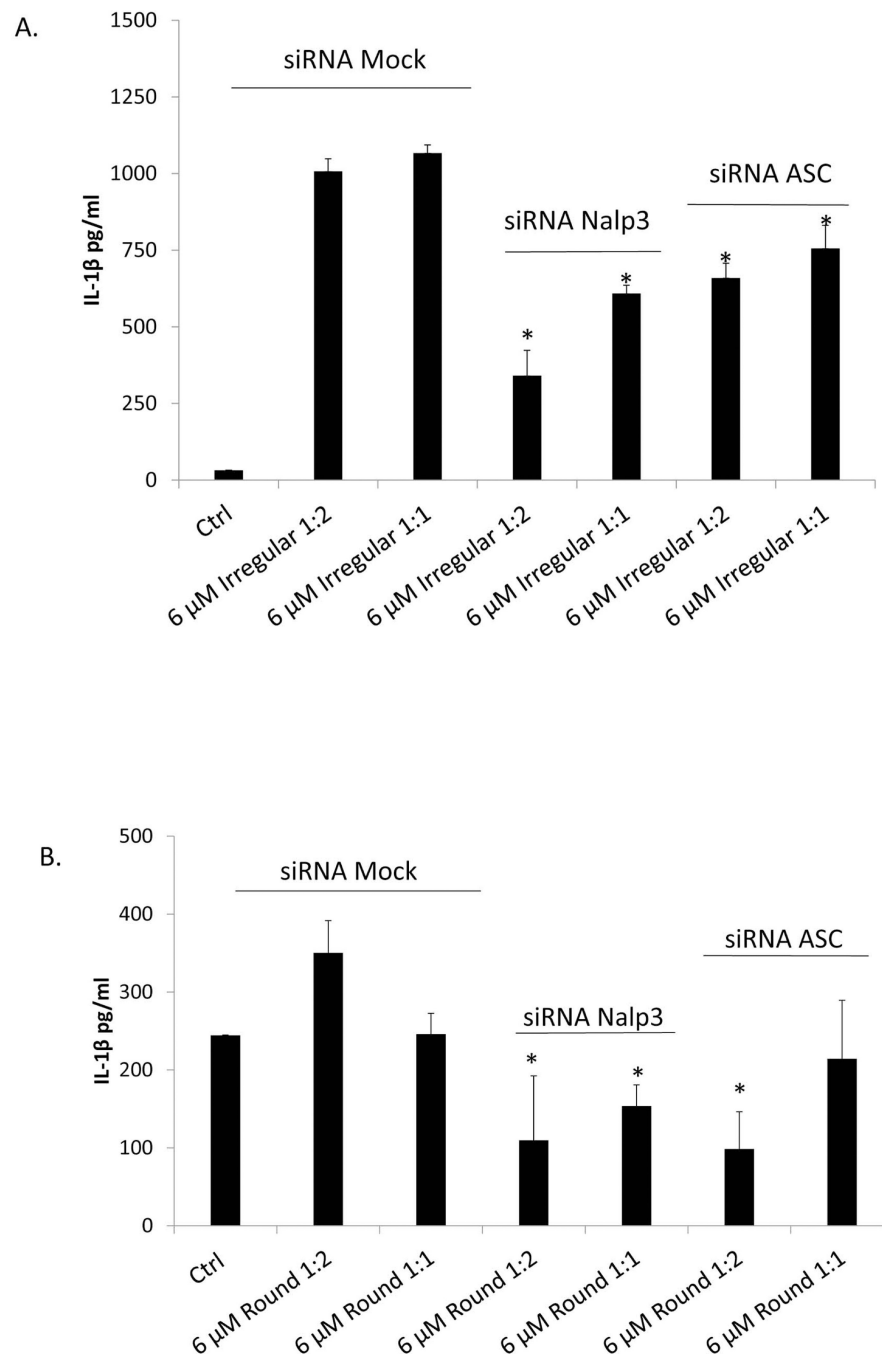 A.
1500
siRNA Mock
1250
1000
siRNA ASC
siRNA Nalp3
*
*
*
*
750
IL-1β pg/ml
500
250
0
Ctrl
6 μM Irregular 1:2
6 μM Irregular 1:1
6 μM Irregular 1:2
6 μM Irregular 1:1
6 μM Irregular 1:2
6 μM Irregular 1:1
B.
500
siRNA Mock
400
siRNA ASC
300
siRNA Nalp3
*
*
*
IL-1β pg/ml
200
100
0
Ctrl
6 μM Round 1:2
6 μM Round 1:1
6 μM Round 1:2
6 μM Round 1:1
6 μM Round 1:2
6 μM Round 1:1